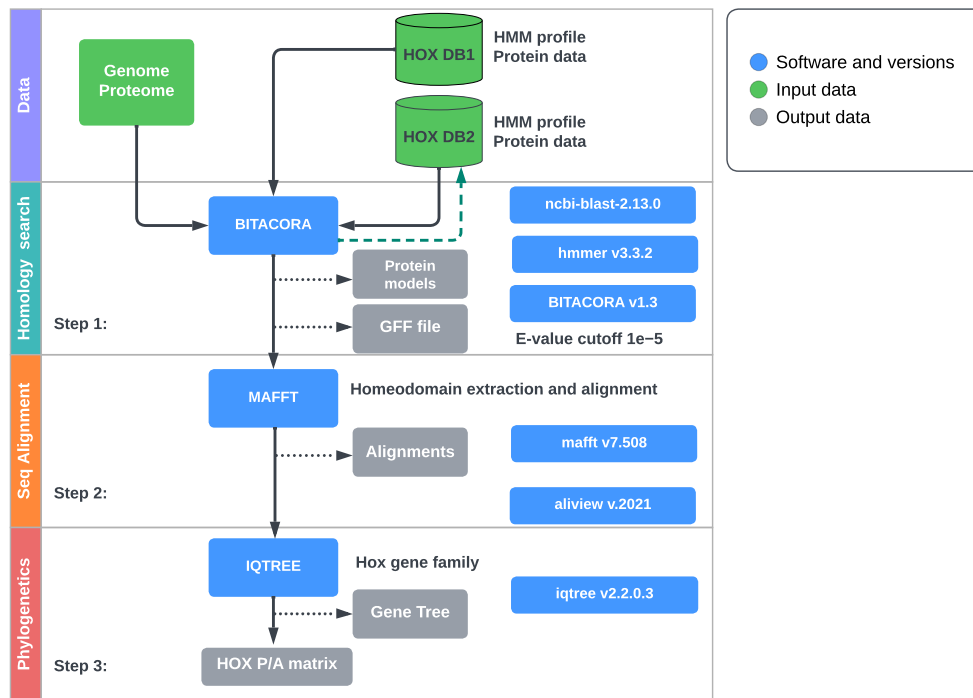 Data
Genome
Proteome
HOX DB1
HMM profile
Protein data
HOX DB2
HMM profile
Protein data
Software and versions
Input data
Output data
Homology search
Step 1:
BITACORA
Protein
models
GFF file
ncbi-blast-2.13.0
hmmer v3.3.2
BITACORA v1.3
E-value cutoff 1e−5
Seq Alignment
Step 2:
MAFFT
Homeodomain extraction and alignment
Alignments
mafft v7.508
aliview v.2021
Phylogenetics
Step 3:
IQTREE
Hox gene family
Gene Tree
iqtree v2.2.0.3
HOX P/A matrix